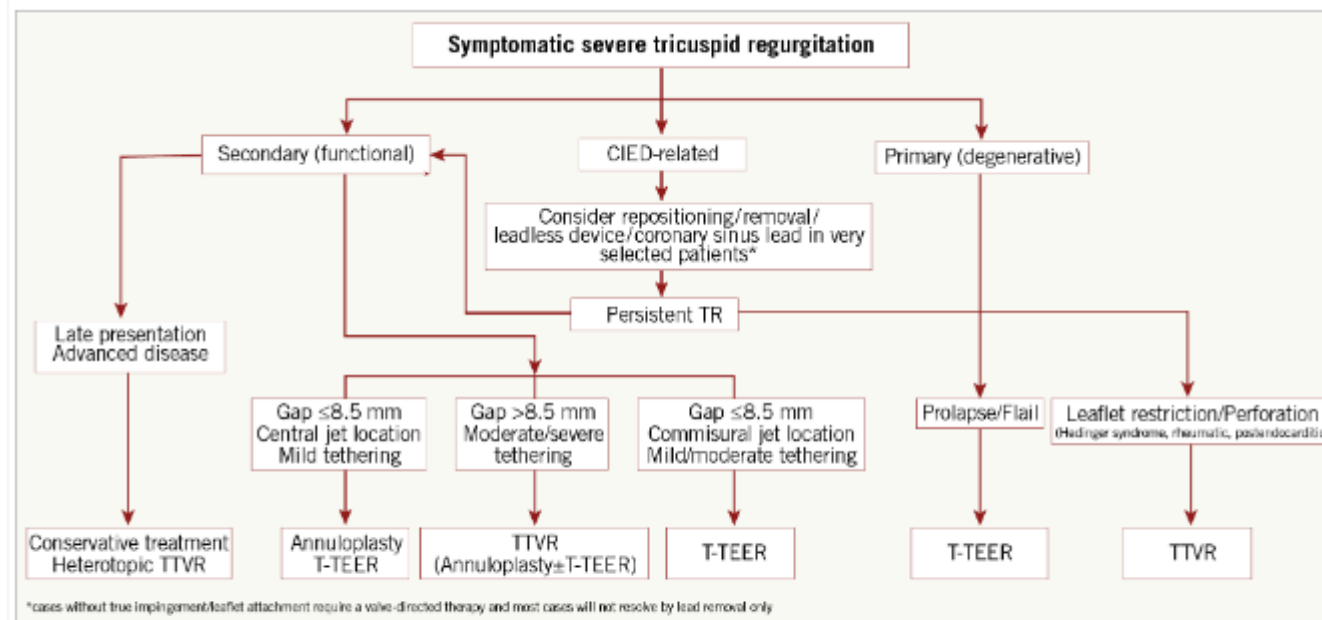 Symptomatic severe tricuspid regurgitation
Secondary (functional)
CIED-related
Primary (degenerative)
Consider repositioning/removal/
leadless device/coronary sinus lead in very
selected patients*
Persistent TR
Late presentation
Advanced disease
Gap ≤8.5 mm
Central jet location
Mild tethering
Gap >8.5 mm
Moderate/severe
tethering
Gap ≤8.5 mm
Commisural jet location
Mild/moderate tethering
Prolapse/Flail
Leaflet restriction/Perforation
(Hedinger syndrome, rheumatic, postendocarditi
Conservative treatment
Heterotopic TTVR
Annuloplasty
T-TEER
TTVR
(Annuloplasty±T-TEER)
T-TEER
T-TEER
TTVR
*cases without true impingement/leaflet attachment require a valve-directed therapy and most cases will not resolve by lead removal only